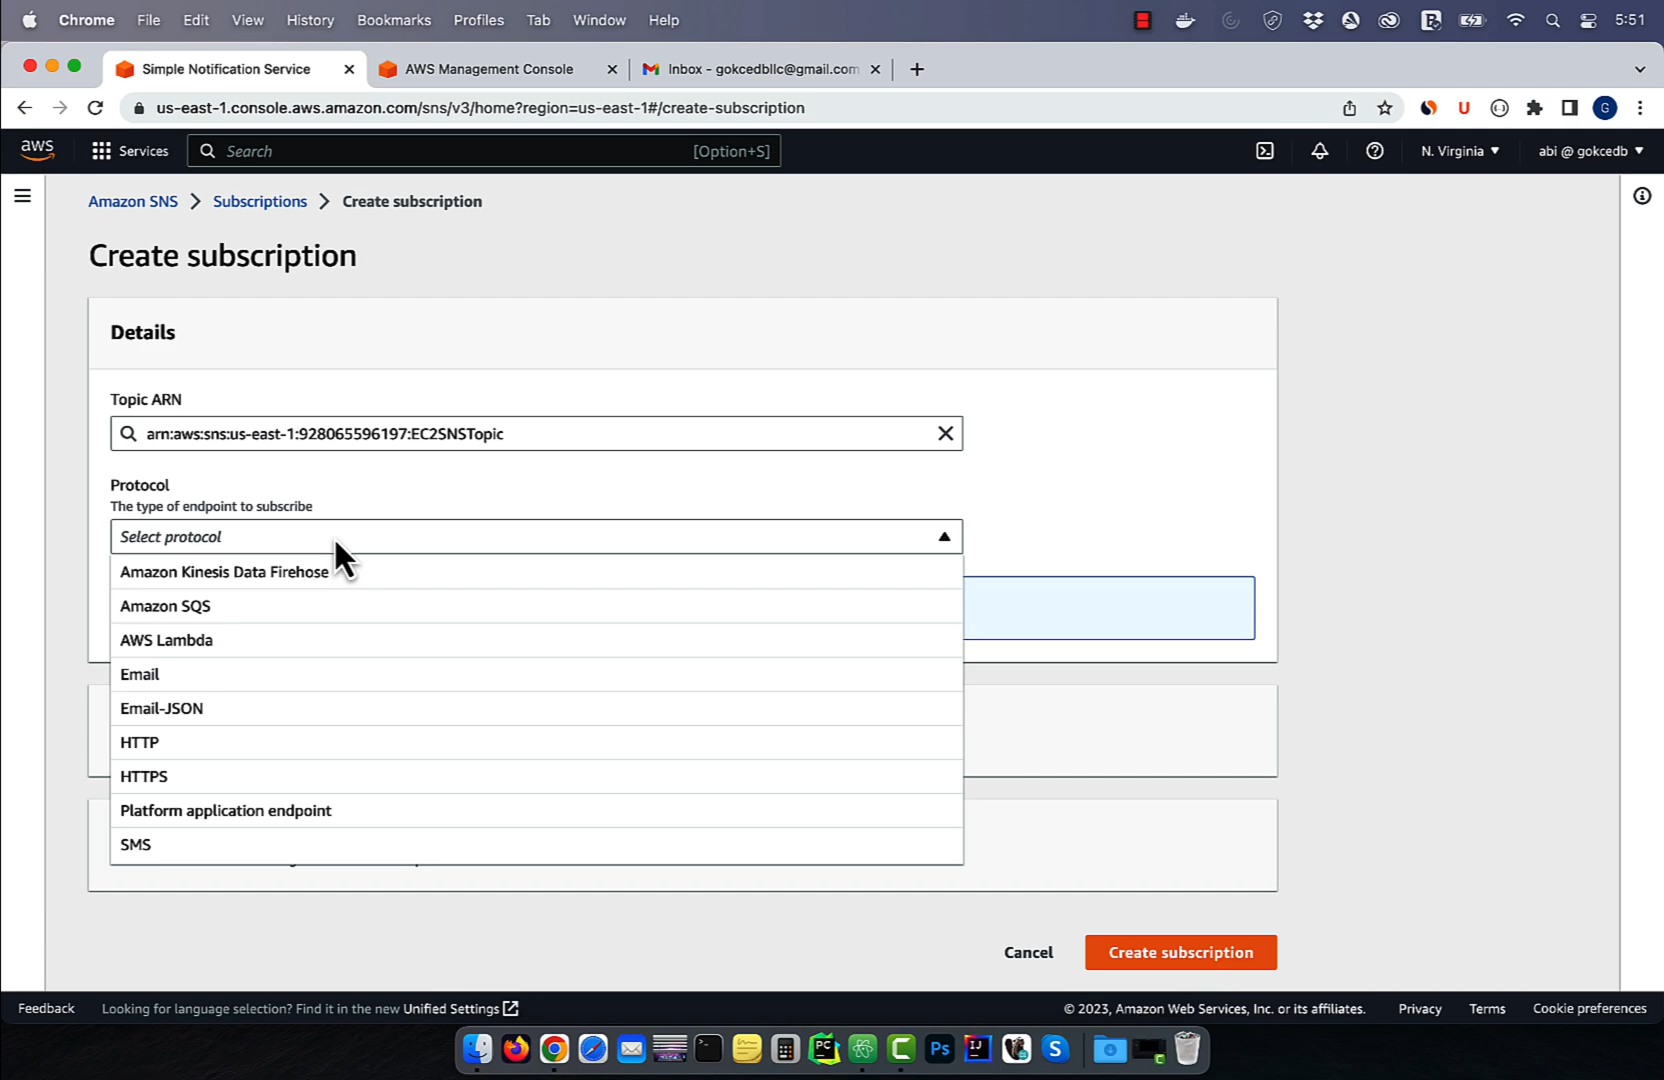 Chrome File Edit View History Bookmarks Profiles Tab Window Help 5:51
Simple Notification Service AWS Management Console Inbox - gokcedbllc@gmail.com
us-east-1.console.aws.amazon.com/sns/v3/home?region=us-east-1#/create-subscription U G
aws Services Search [Option+S] N. Virginia abi @ gokcedb
Amazon SNS Subscriptions Create subscription
Create subscription
Details
Topic ARN
arn:aws:sns:us-east-1:928065596197:EC2SNSTopic
Protocol
The type of endpoint to subscribe
Select protocol
Amazon Kinesis Data Firehose
Amazon SQS
AWS Lambda
Email
Email-JSON
HTTP
HTTPS
Platform application endpoint
SMS
Cancel Create subscription
Feedback Looking for language selection? Find it in the new Unified Settings © 2023, Amazon Web Services, Inc. or its affiliates. Privacy Terms Cookie preferences
PC C Ps IJ S